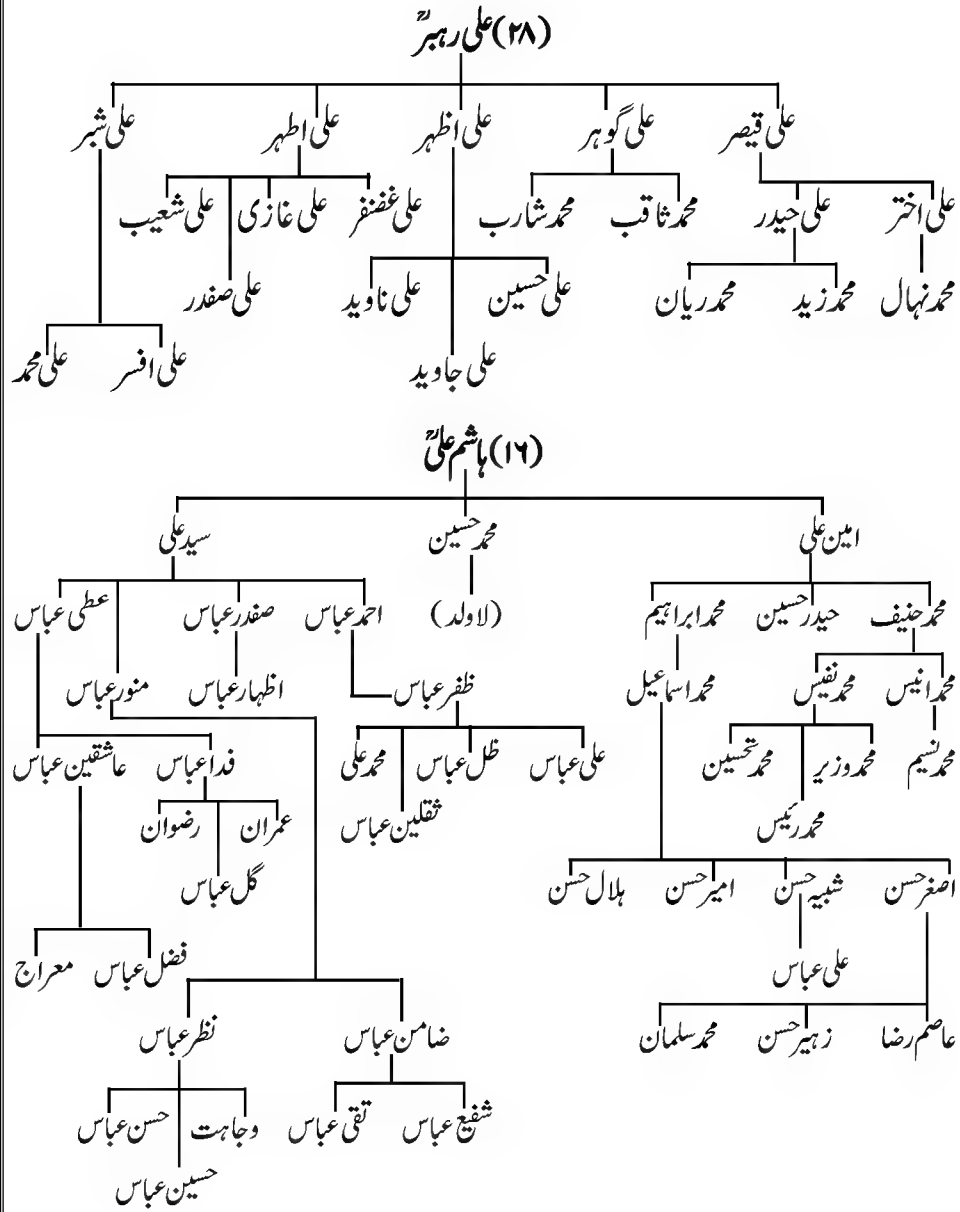 (۲۸) علی رہبرؒ
علی قیصر علی گوہر علی اظہر علی اطہر علی شبر
علی اختر علی حیدر محمد ثاقب محمد شارب علی غضنفر علی غازی علی شعیب
محمد نہال محمد زید محمد ریان علی حسین علی ناوید علی صفدر
علی جاوید علی افسر علی محمد
(۱۶) ہاشم علیؒ
امین علی محمد حسین سید علی
محمد حنیف حیدر حسین محمد ابراہیم (لاولد) احمد عباس صفدر عباس عطی عباس
محمد انیس محمد نفیس محمد اسماعیل ظفر عباس اظہار عباس منور عباس
محمد نسیم محمد وزیر محمد تحسین علی عباس ظل عباس محمد علی فدا عباس عاشقین عباس
محمد رئیس ثقلین عباس عمران رضوان
اصغر حسن شبیہ حسن امیر حسن ہلال حسن گل عباس
علی عباس فضل عباس معراج
عاصم رضا زہیر حسن محمد سلمان ضامن عباس نظر عباس
شفیع عباس تقی عباس وجاہت حسن عباس
حسین عباس